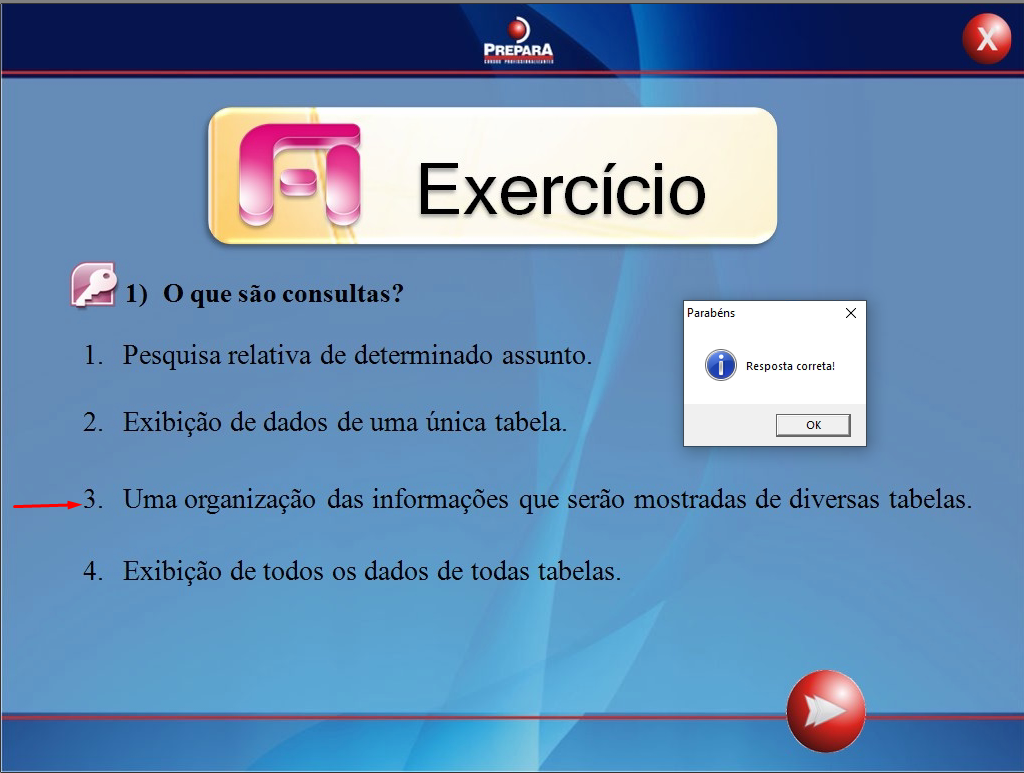 PREPARA
CURSOS PROFISSIONALIZANTES
X
Exercício
1) O que são consultas?
1. Pesquisa relativa de determinado assunto.
2. Exibição de dados de uma única tabela.
3. Uma organização das informações que serão mostradas de diversas tabelas.
4. Exibição de todos os dados de todas tabelas.
Parabéns
Resposta correta!
OK